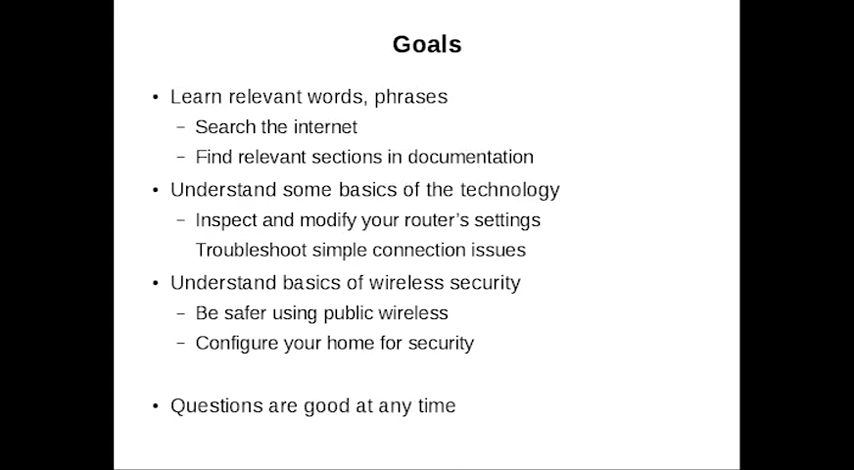 Goals
• Learn relevant words, phrases
– Search the internet
– Find relevant sections in documentation
• Understand some basics of the technology
– Inspect and modify your router's settings
Troubleshoot simple connection issues
• Understand basics of wireless security
– Be safer using public wireless
– Configure your home for security
• Questions are good at any time